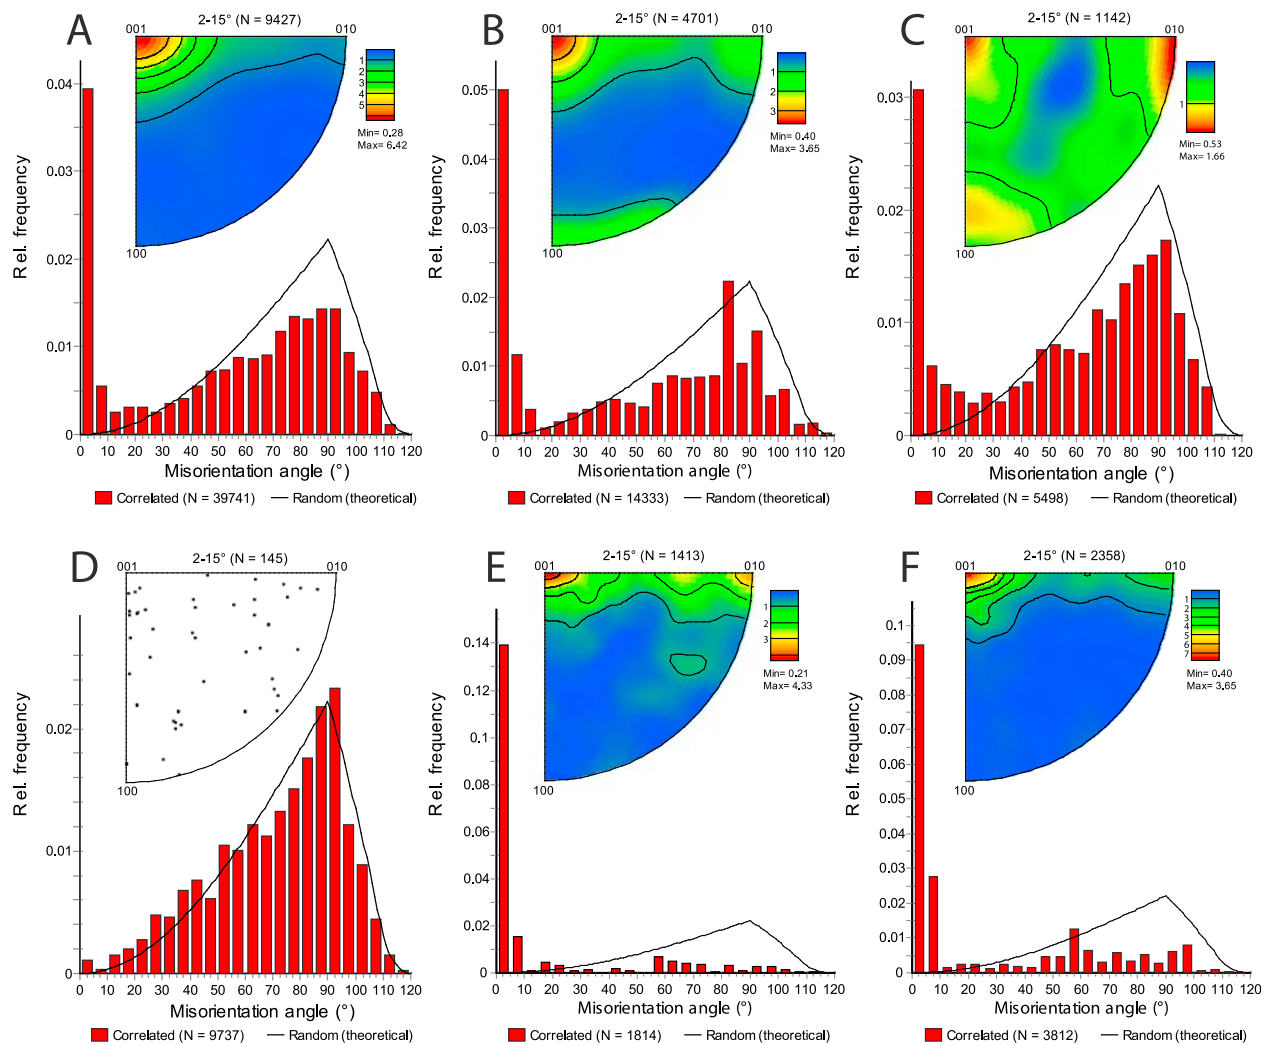 A
2-15° (N = 9427)
001
010
100
1
2
3
4
5
Min= 0.28
Max= 6.42
Rel. frequency
0.04
0.03
0.02
0.01
0
0 10 20 30 40 50 60 70 80 90 100 110 120
Misorientation angle (°)
Correlated (N = 39741)
Random (theoretical)
B
2-15° (N = 4701)
001
010
100
1
2
3
Min= 0.40
Max= 3.65
Rel. frequency
0.05
0.04
0.03
0.02
0.01
0
0 10 20 30 40 50 60 70 80 90 100 110 120
Misorientation angle (°)
Correlated (N = 14333)
Random (theoretical)
C
2-15° (N = 1142)
001
010
100
1
Min= 0.53
Max= 1.66
Rel. frequency
0.03
0.02
0.01
0
0 10 20 30 40 50 60 70 80 90 100 110 120
Misorientation angle (°)
Correlated (N = 5498)
Random (theoretical)
D
2-15° (N = 145)
001
010
100
Rel. frequency
0.02
0.01
0
0 10 20 30 40 50 60 70 80 90 100 110 120
Misorientation angle (°)
Correlated (N = 9737)
Random (theoretical)
E
2-15° (N = 1413)
001
010
100
1
2
3
Min= 0.21
Max= 4.33
Rel. frequency
0.14
0.12
0.1
0.08
0.06
0.04
0.02
0
0 10 20 30 40 50 60 70 80 90 100 110 120
Misorientation angle (°)
Correlated (N = 1814)
Random (theoretical)
F
2-15° (N = 2358)
001
010
100
1
2
3
4
5
6
7
Min= 0.40
Max= 3.65
Rel. frequency
0.1
0.09
0.08
0.07
0.06
0.05
0.04
0.03
0.02
0.01
0
0 10 20 30 40 50 60 70 80 90 100 110 120
Misorientation angle (°)
Correlated (N = 3812)
Random (theoretical)